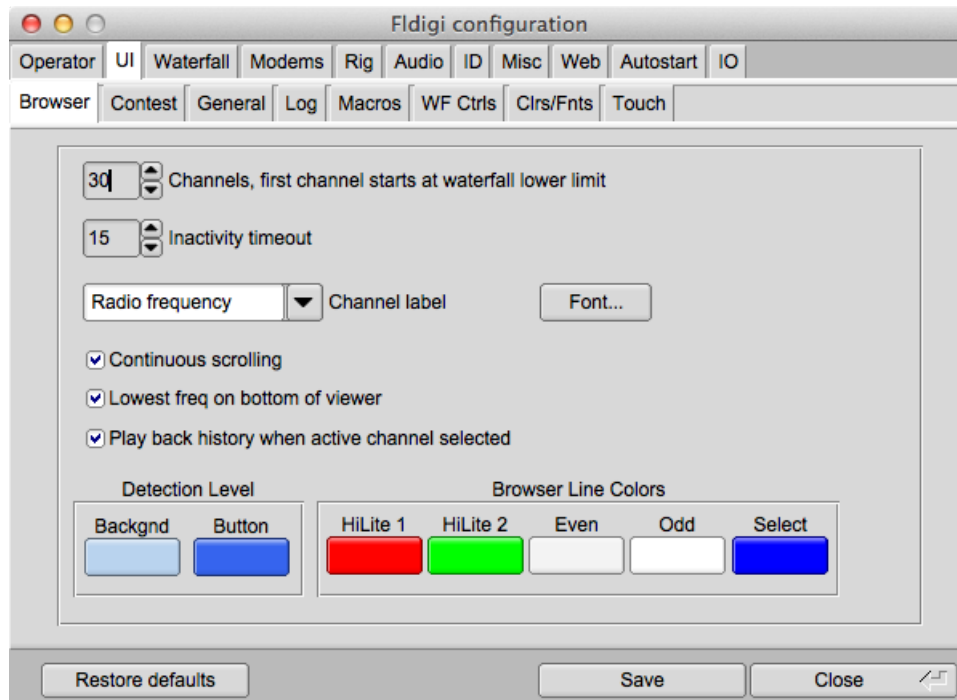 Fldigi configuration
Operator UI Waterfall Modems Rig Audio ID Misc Web Autostart IO
Browser Contest General Log Macros WF Ctrls Clrs/Fnts Touch
30 Channels, first channel starts at waterfall lower limit
15 Inactivity timeout
Radio frequency Channel label Font...
Continuous scrolling
Lowest freq on bottom of viewer
Play back history when active channel selected
Detection Level Browser Line Colors
Backgnd Button HiLite 1 HiLite 2 Even Odd Select
Restore defaults Save Close